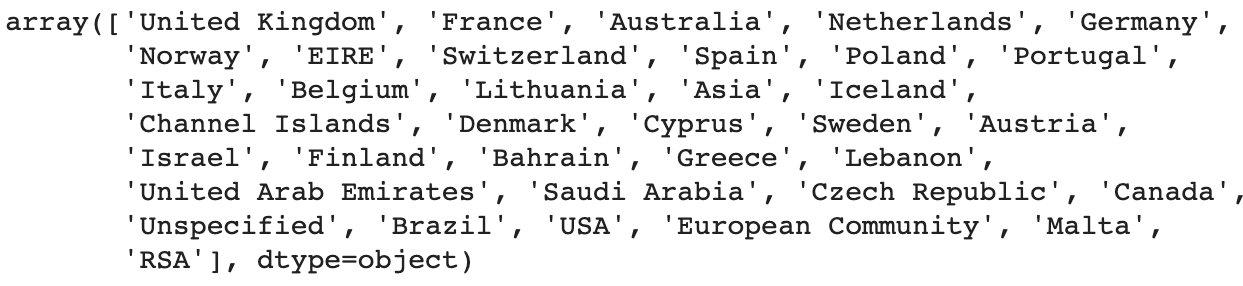 array(['United Kingdom', 'France', 'Australia', 'Netherlands', 'Germany',
'Norway', 'EIRE', 'Switzerland', 'Spain', 'Poland', 'Portugal',
'Italy', 'Belgium', 'Lithuania', 'Asia', 'Iceland',
'Channel Islands', 'Denmark', 'Cyprus', 'Sweden', 'Austria',
'Israel', 'Finland', 'Bahrain', 'Greece', 'Lebanon',
'United Arab Emirates', 'Saudi Arabia', 'Czech Republic', 'Canada',
'Unspecified', 'Brazil', 'USA', 'European Community', 'Malta',
'RSA'], dtype=object)